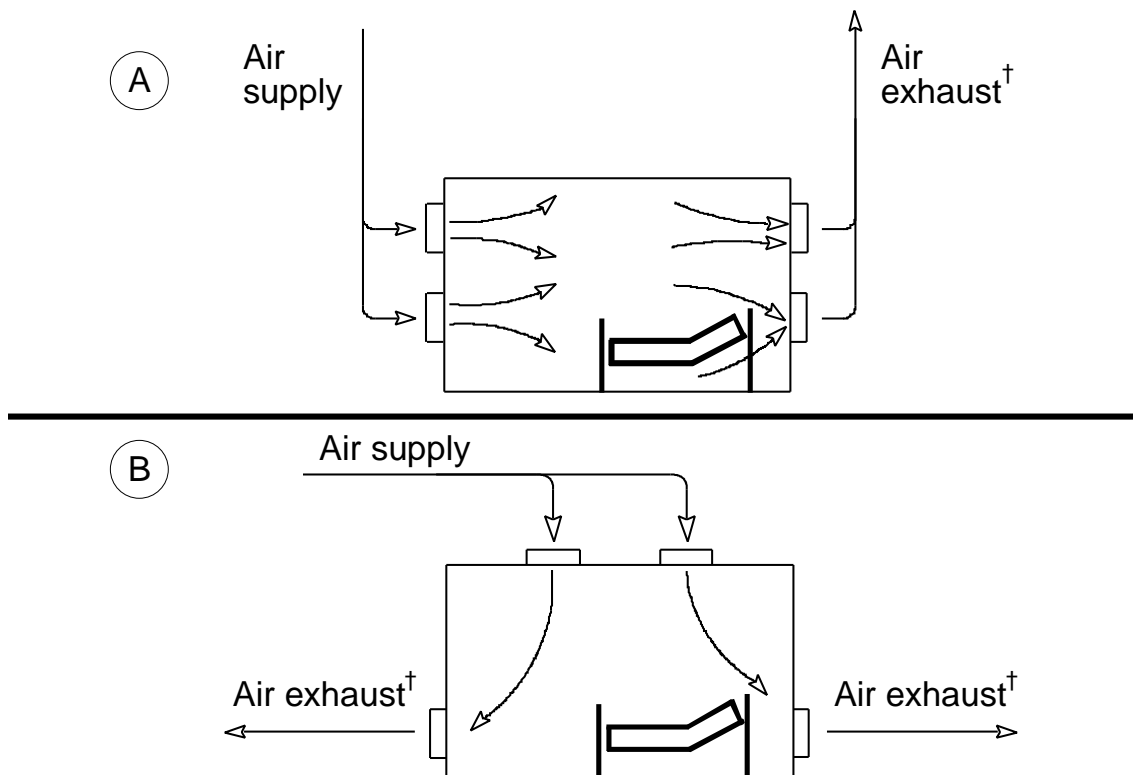 A
Air
supply
Air
exhaust†
B
Air supply
Air exhaust†
Air exhaust†